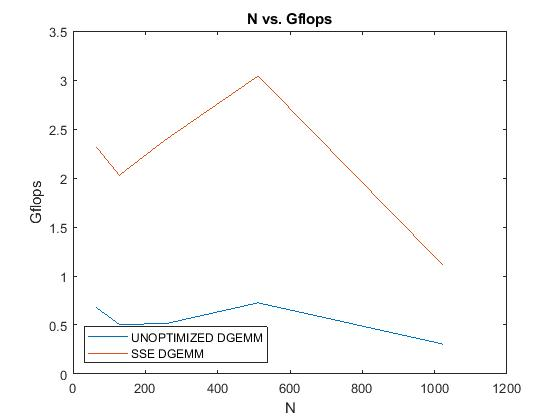 N vs. Gflops
3.5
3
2.5
2
1.5
1
0.5
0
Gflops
UNOPTIMIZED DGEMM
SSE DGEMM
0 200 400 600 800 1000 1200
N